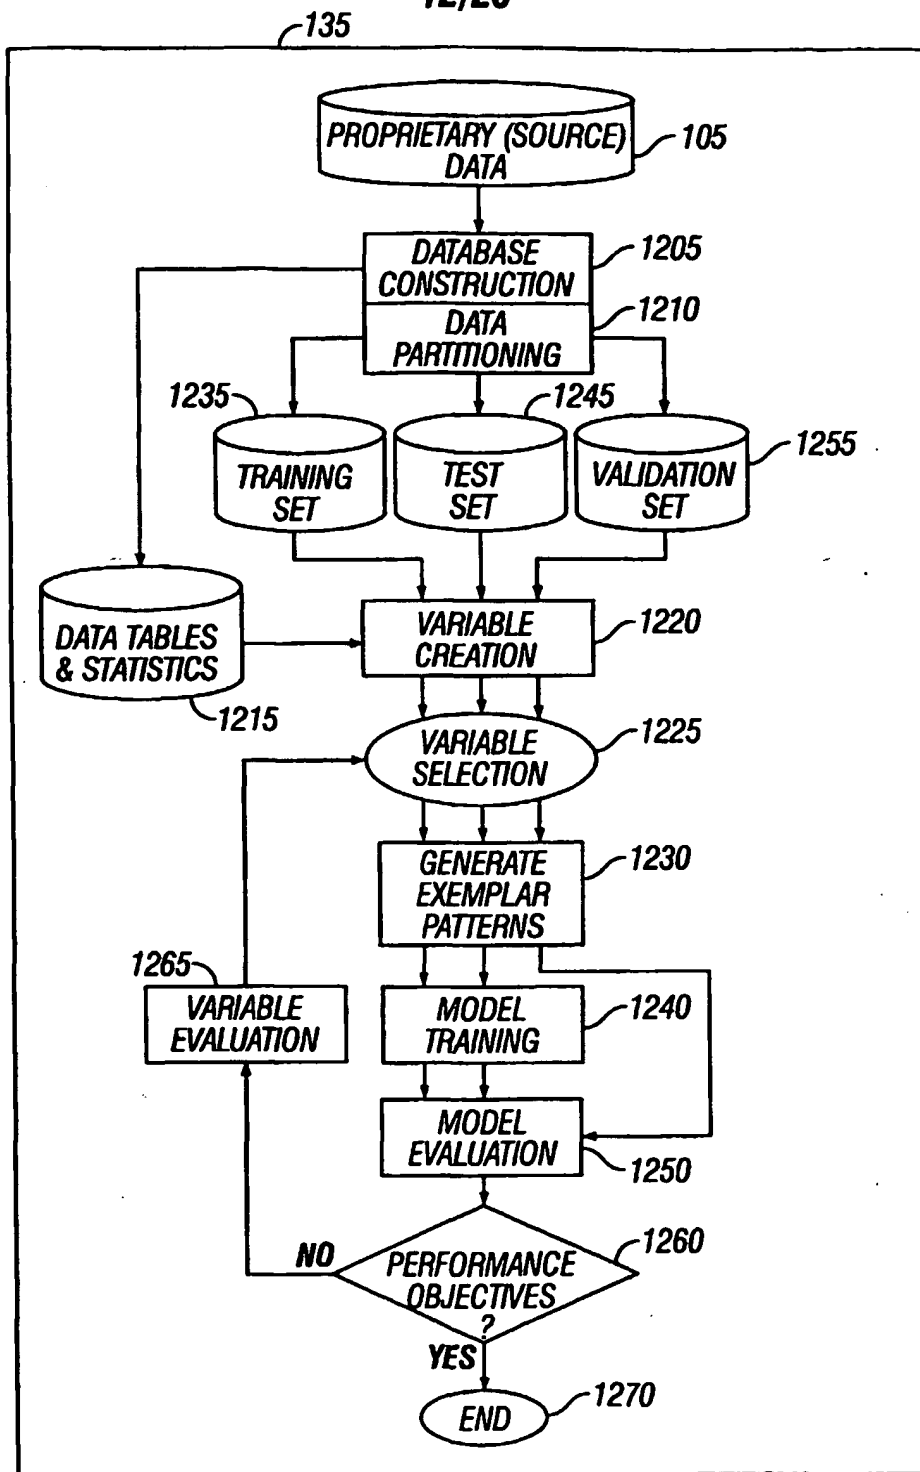 135
PROPRIETARY (SOURCE)
DATA
105
DATABASE
CONSTRUCTION
1205
DATA
PARTITIONING
1210
1235
1245
TRAINING
SET
TEST
SET
VALIDATION
SET
1255
DATA TABLES
& STATISTICS
1215
VARIABLE
CREATION
1220
VARIABLE
SELECTION
1225
GENERATE
EXEMPLAR
PATTERNS
1230
1265
VARIABLE
EVALUATION
MODEL
TRAINING
1240
MODEL
EVALUATION
1250
NO
PERFORMANCE
OBJECTIVES
?
1260
YES
END
1270